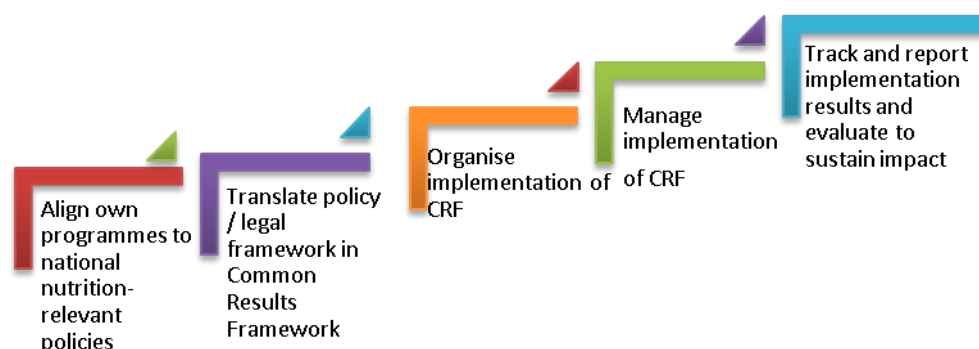 Align own
programmes to
national
nutrition-
relevant
policies
Translate policy
/ legal
framework in
Common
Results
Framework
Organise
implementation of
CRF
Manage
implementation
of CRF
Track and report
implementation
results and
evaluate to
sustain impact